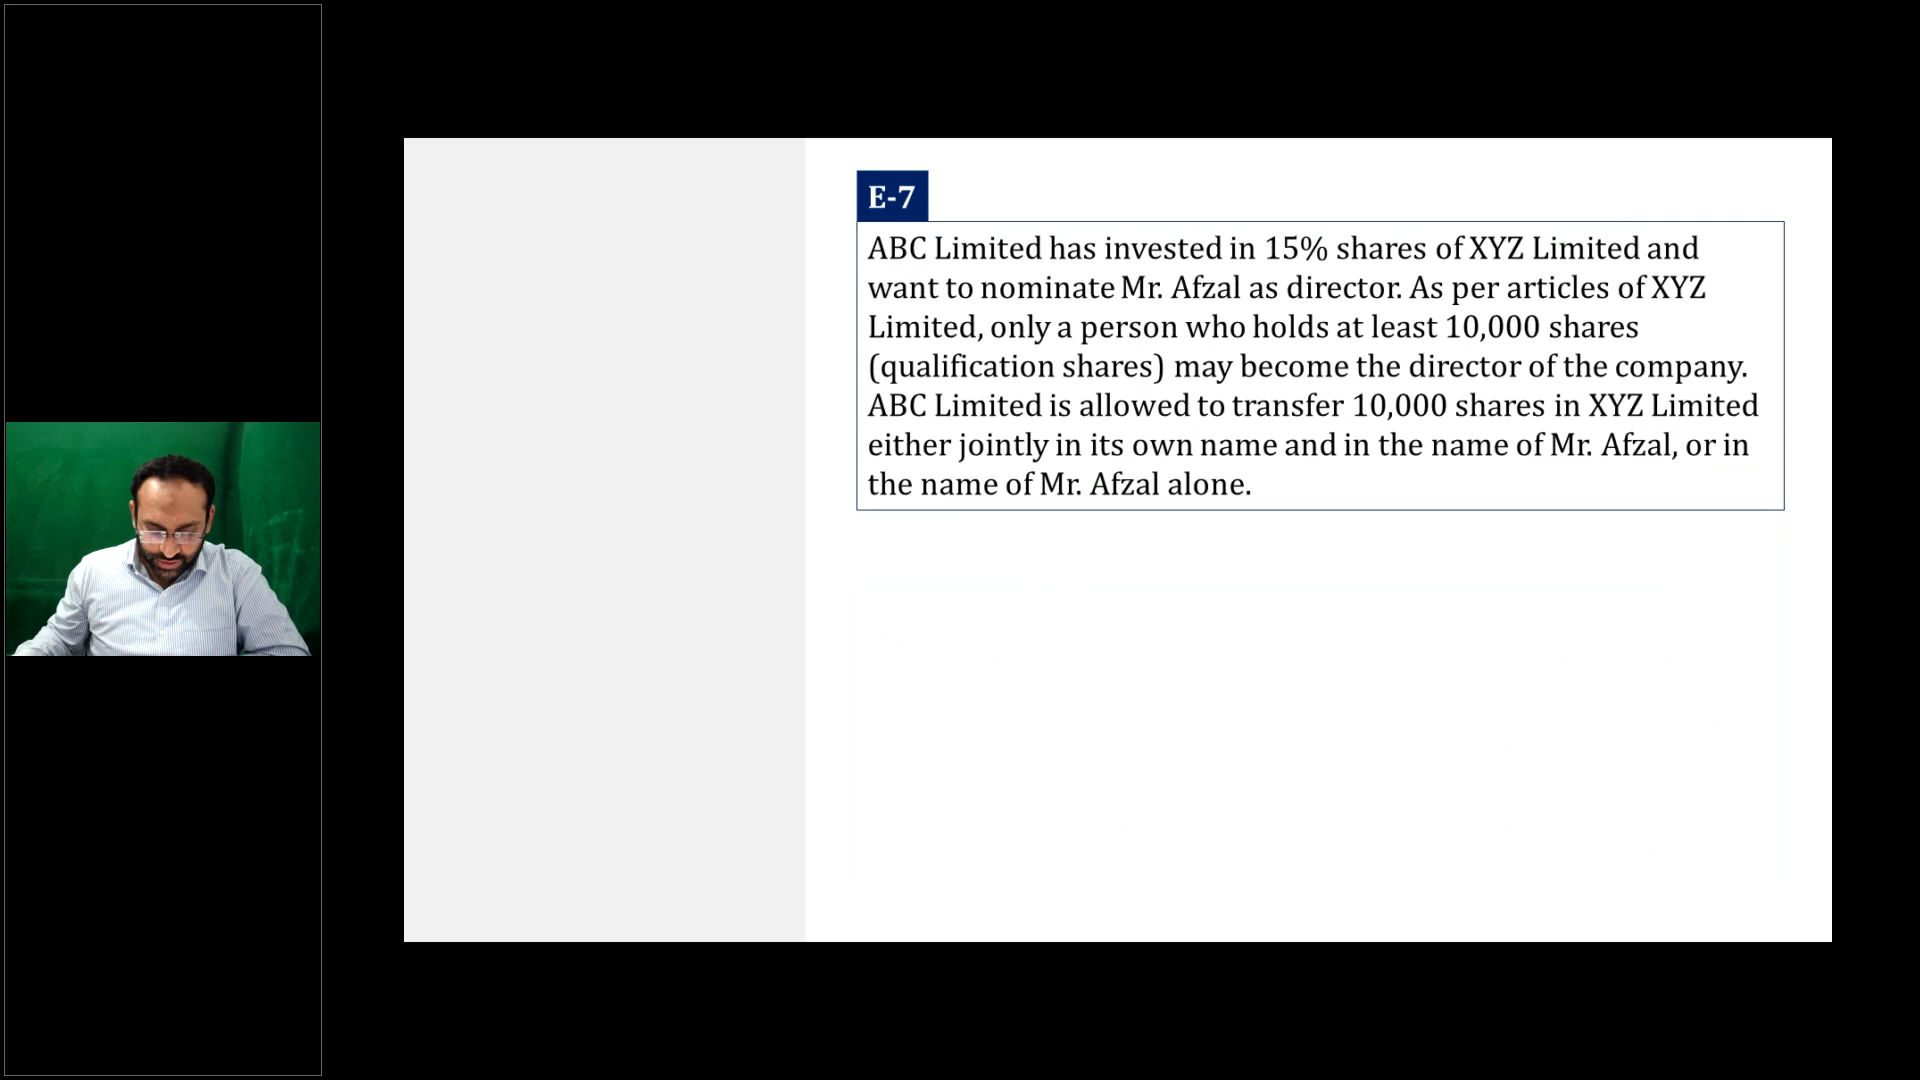 E-7
ABC Limited has invested in 15% shares of XYZ Limited and
want to nominate Mr. Afzal as director. As per articles of XYZ
Limited, only a person who holds at least 10,000 shares
(qualification shares) may become the director of the company.
ABC Limited is allowed to transfer 10,000 shares in XYZ Limited
either jointly in its own name and in the name of Mr. Afzal, or in
the name of Mr. Afzal alone.